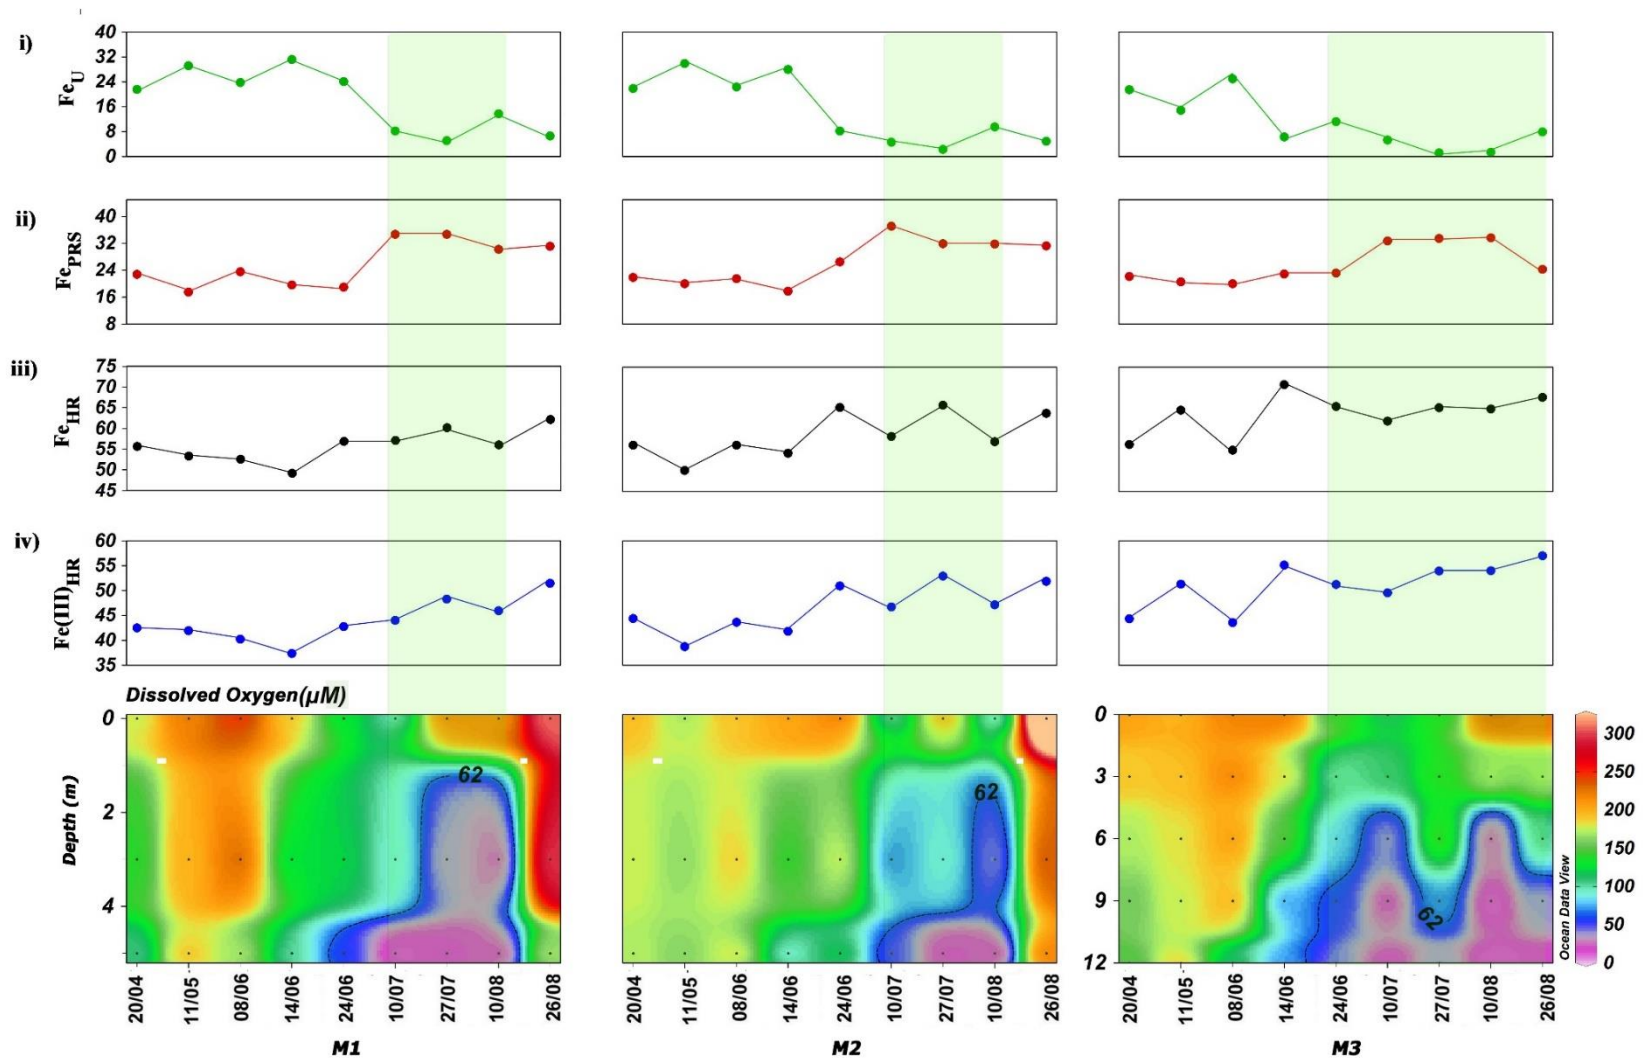 i)
Fe_U
40
32
24
16
8
0
ii)
Fe_PRS
40
32
24
16
8
iii)
Fe_HR
75
70
65
60
55
50
45
iv)
Fe(III)_HR
60
55
50
45
40
35
Dissolved Oxygen(μM)
Depth (m)
0
2
4
62
62
0
3
6
9
12
62
300
250
200
150
100
50
0
Ocean Data View
20/04 11/05 08/06 14/06 24/06 10/07 27/07 10/08 26/08
20/04 11/05 08/06 14/06 24/06 10/07 27/07 10/08 26/08
20/04 11/05 08/06 14/06 24/06 10/07 27/07 10/08 26/08
M1
M2
M3